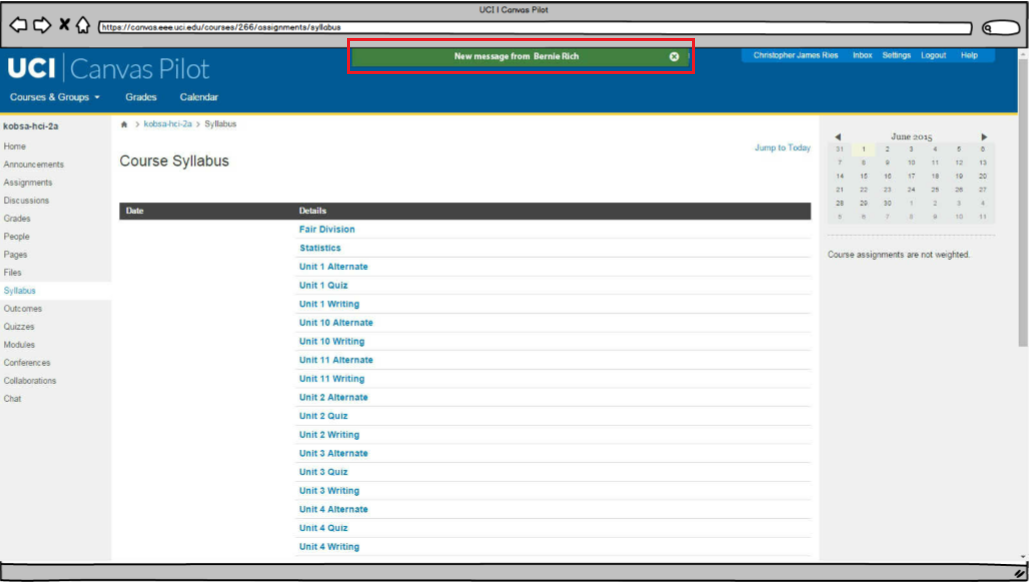 UCI | Canvas Pilot
https://canvas.eee.uci.edu/courses/266/assignments/syllabus
New message from Bernie Rich
Christopher James Ries Inbox Settings Logout Help
UCI | Canvas Pilot
Courses & Groups Grades Calendar
kobsa-hci-2a
Home
Announcements
Assignments
Discussions
Grades
People
Pages
Files
Syllabus
Outcomes
Quizzes
Modules
Conferences
Collaborations
Chat
> kobsa-hci-2a > Syllabus
Jump to Today
Course Syllabus
Date Details
Fair Division
Statistics
Unit 1 Alternate
Unit 1 Quiz
Unit 1 Writing
Unit 10 Alternate
Unit 10 Writing
Unit 11 Alternate
Unit 11 Writing
Unit 2 Alternate
Unit 2 Quiz
Unit 2 Writing
Unit 3 Alternate
Unit 3 Quiz
Unit 3 Writing
Unit 4 Alternate
Unit 4 Quiz
Unit 4 Writing
June 2015
31 1 2 3 4 5 6
7 8 9 10 11 12 13
14 15 16 17 18 19 20
21 22 23 24 25 26 27
28 29 30 1 2 3 4
5 6 7 8 9 10 11
Course assignments are not weighted.